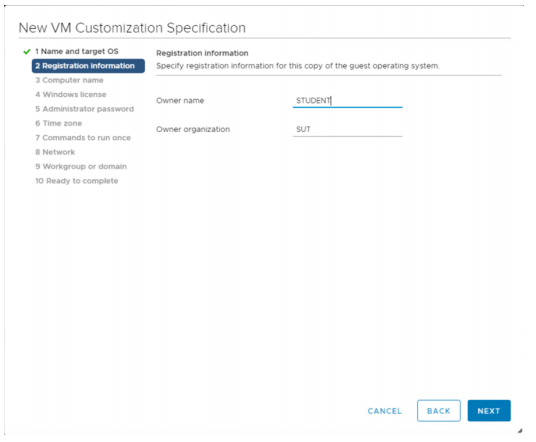 New VM Customization Specification
1 Name and target OS
2 Registration information
3 Computer name
4 Windows license
5 Administrator password
6 Time zone
7 Commands to run once
8 Network
9 Workgroup or domain
10 Ready to complete
Registration information
Specify registration information for this copy of the guest operating system.
Owner name STUDENT
Owner organization SUT
CANCEL BACK NEXT